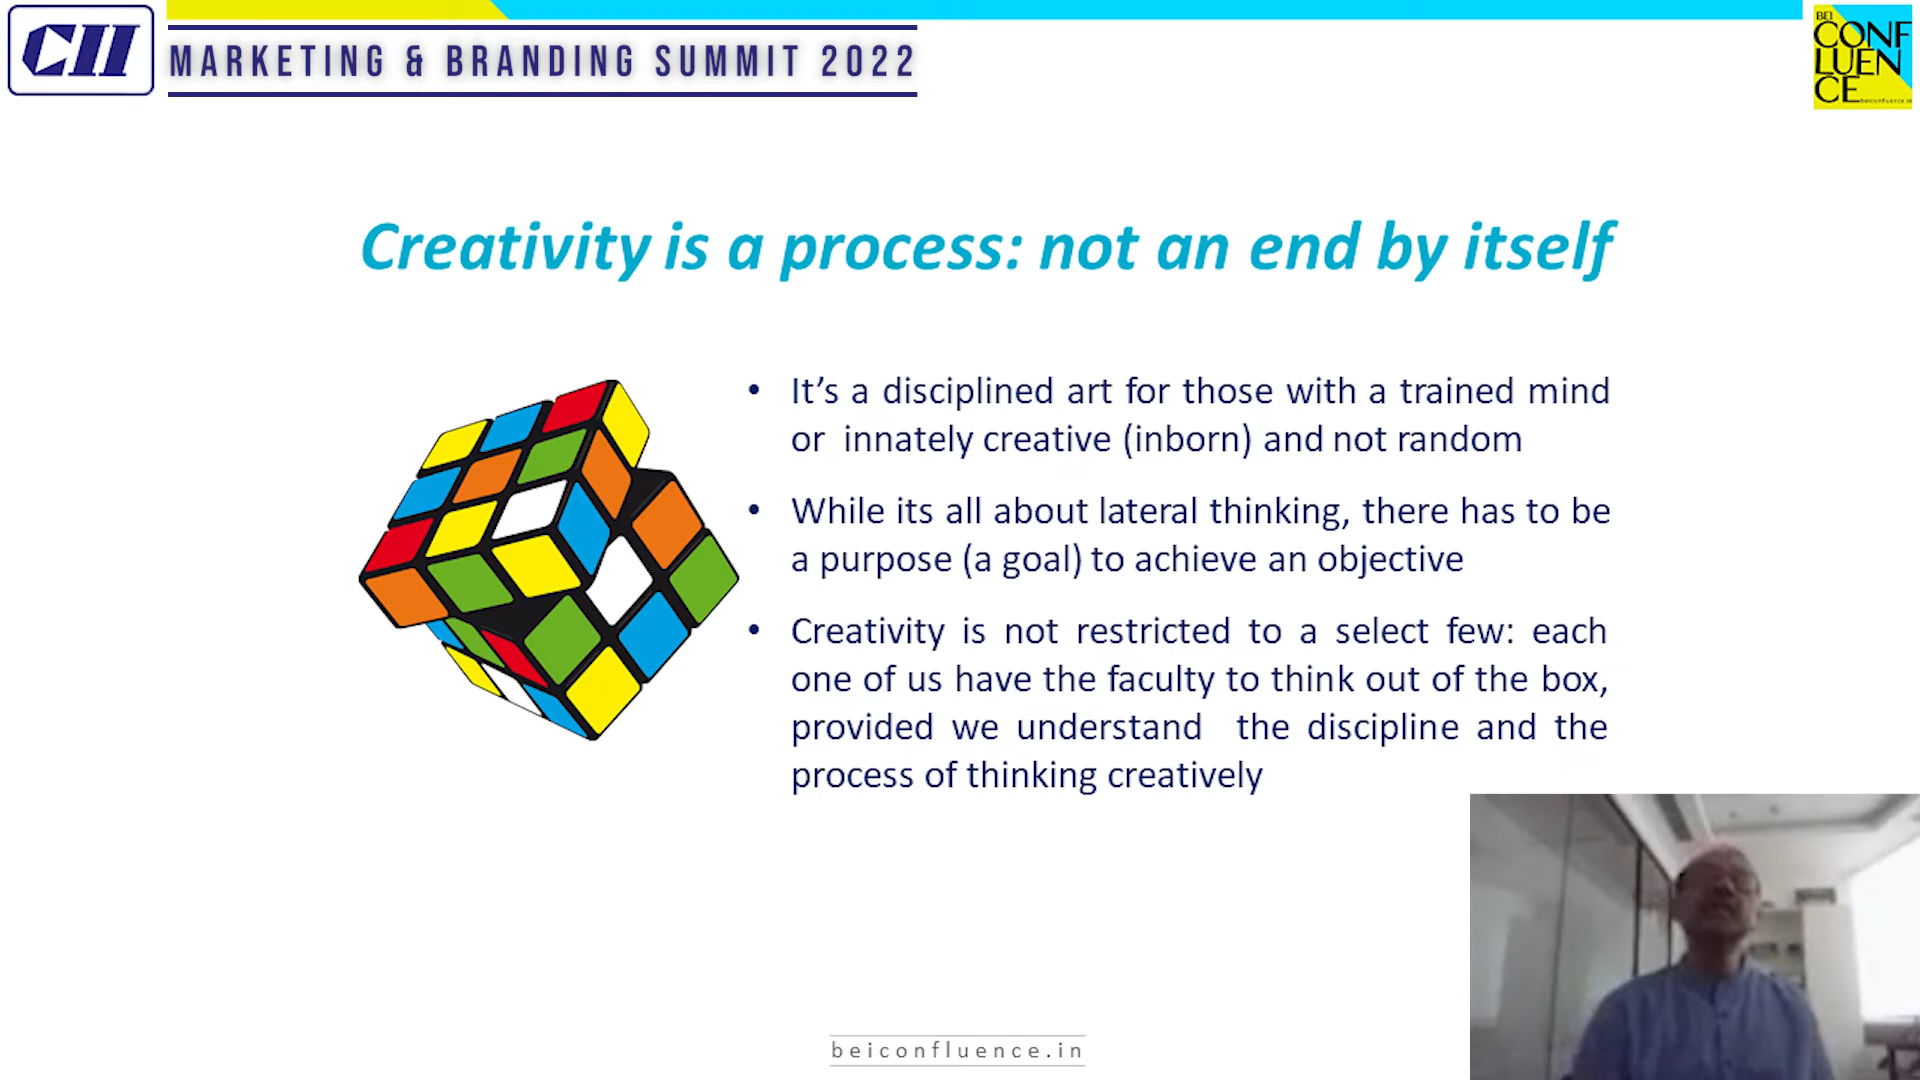 CII
MARKETING & BRANDING SUMMIT 2022
BEI
CONF
LUEN
CE
beiconfluence.in
Creativity is a process: not an end by itself
• It’s a disciplined art for those with a trained mind
or innately creative (inborn) and not random
• While its all about lateral thinking, there has to be
a purpose (a goal) to achieve an objective
• Creativity is not restricted to a select few: each
one of us have the faculty to think out of the box,
provided we understand the discipline and the
process of thinking creatively
beiconfluence.in